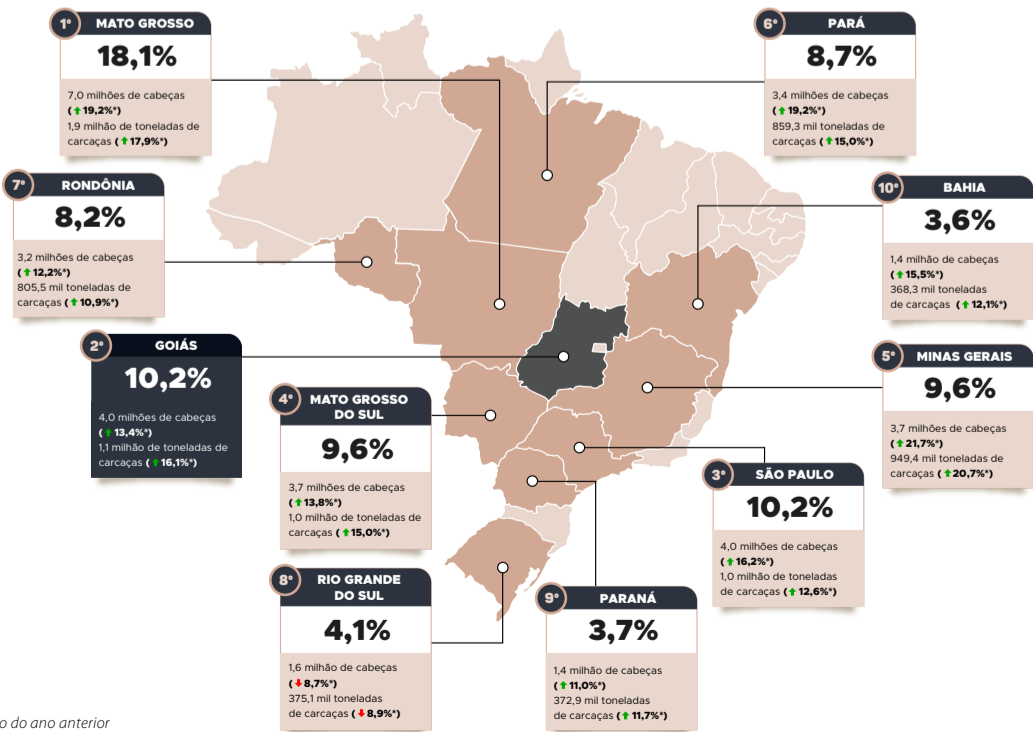 1º MATO GROSSO
18,1%
7,0 milhões de cabeças
(⬆19,2%*)
1,9 milhão de toneladas de
carcaças (⬆17,9%*)
6º PARÁ
8,7%
3,4 milhões de cabeças
(⬆19,2%*)
859,3 mil toneladas de
carcaças (⬆15,0%*)
7º RONDÔNIA
8,2%
3,2 milhões de cabeças
(⬆12,2%*)
805,5 mil toneladas de
carcaças (⬆10,9%*)
10º BAHIA
3,6%
1,4 milhão de cabeças
(⬆15,5%*)
368,3 mil toneladas
de carcaças (⬆12,1%*)
2º GOIÁS
10,2%
4,0 milhões de cabeças
(⬆13,4%*)
1,1 milhão de toneladas de
carcaças (⬆16,1%*)
5º MINAS GERAIS
9,6%
3,7 milhões de cabeças
(⬆21,7%*)
949,4 mil toneladas de
carcaças (⬆20,7%*)
4º MATO GROSSO
DO SUL
9,6%
3,7 milhões de cabeças
(⬆13,8%*)
1,0 milhão de toneladas de
carcaças (⬆15,0%*)
3º SÃO PAULO
10,2%
4,0 milhões de cabeças
(⬆16,2%*)
1,0 milhão de toneladas
de carcaças (⬆12,6%*)
8º RIO GRANDE
DO SUL
4,1%
1,6 milhão de cabeças
(⬇8,7%*)
375,1 mil toneladas
de carcaças (⬇8,9%*)
9º PARANÁ
3,7%
1,4 milhão de cabeças
(⬆11,0%*)
372,9 mil toneladas
de carcaças (⬆11,7%*)
o do ano anterior